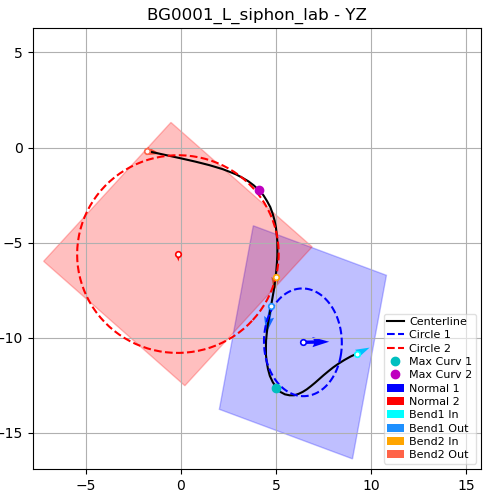 BG0001_L_siphon_lab - YZ
5
0
−5
−10
−15
−5
0
5
10
15
Centerline
Circle 1
Circle 2
Max Curv 1
Max Curv 2
Normal 1
Normal 2
Bend1 In
Bend1 Out
Bend2 In
Bend2 Out